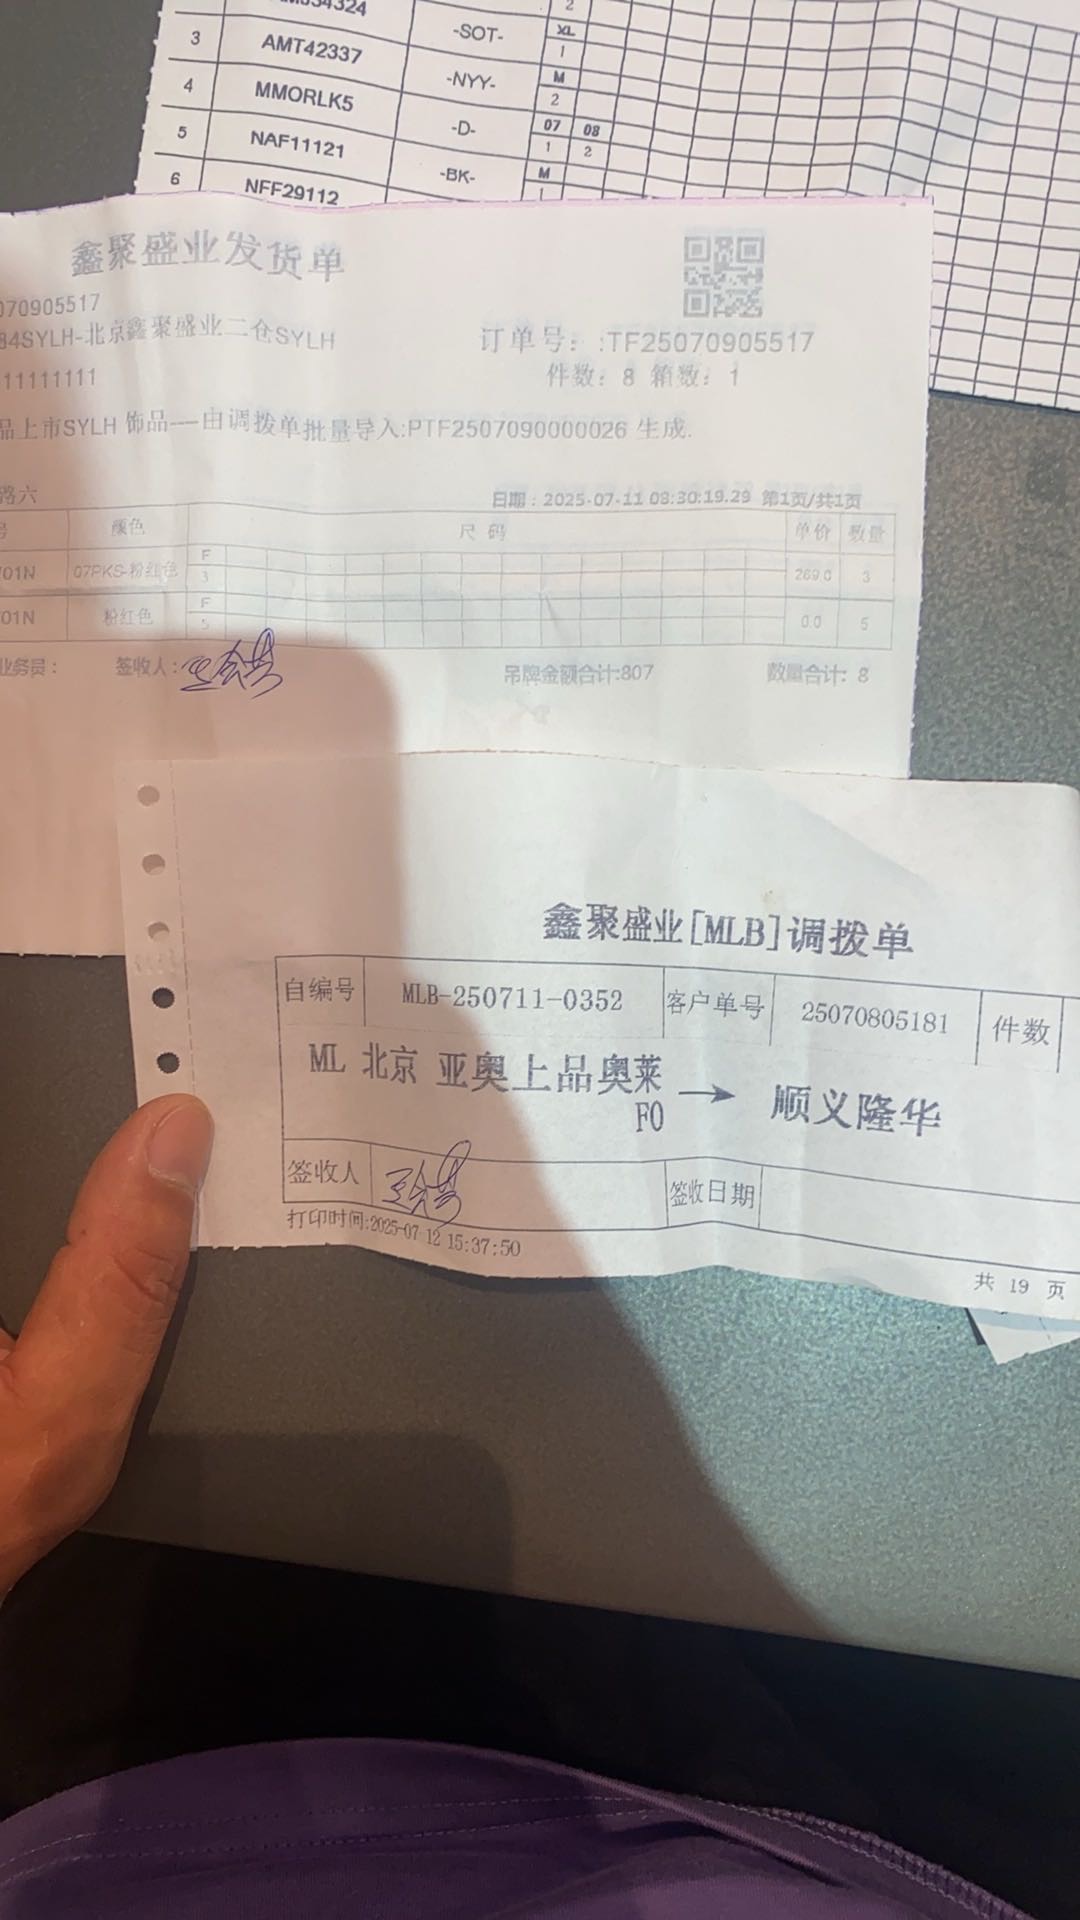 2
3 AMT42337 -SOT- XL
1
4 MMORLK5 -NYY- M
2
5 NAF11121 -D- 07 08
1 2
6 NFF29112 -BK- M
1
鑫聚盛业发货单
070905517
84SYLH-北京鑫聚盛业二仓SYLH
订单号：:TF25070905517
11111111
件数：8 箱数：1
品上市SYLH 饰品----由调拨单批量导入:PTF2507090000026 生成.
路六
日期：2025-07-11 08:30:19.29 第1页/共1页
号 颜色 尺 码 单价 数量
701N 07PKS-粉红色 F 3 269.0 3
701N 粉红色 F 5 0.0 5
业务员： 签收人： 吊牌金额合计:807 数量合计：8
鑫聚盛业[MLB]调拨单
自编号 MLB-250711-0352 客户单号 25070805181 件数
ML 北京 亚奥上品奥莱
FO → 顺义隆华
签收人 签收日期
打印时间:2025-07-12 15:37:50
共 19 页